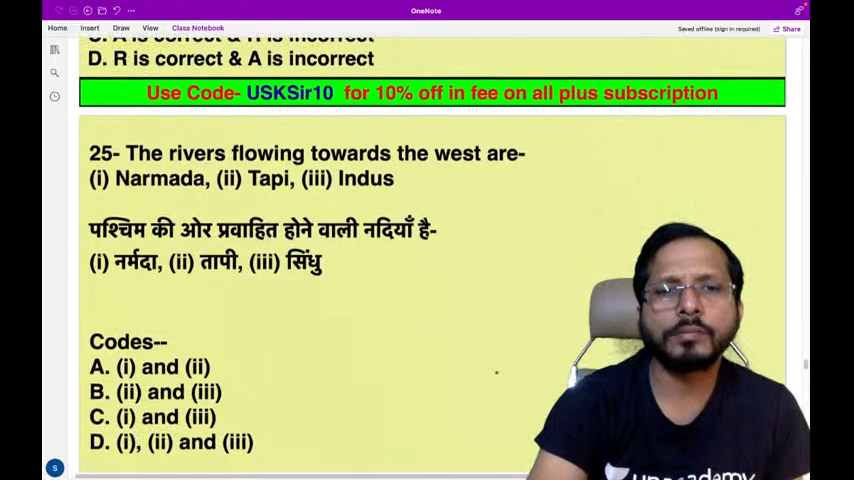 OneNote
Home Insert Draw View Class Notebook
Saved offline (sign in required) Share
D. R is correct & A is incorrect
Use Code- USKSir10 for 10% off in fee on all plus subscription
25- The rivers flowing towards the west are-
(i) Narmada, (ii) Tapi, (iii) Indus
पश्चिम की ओर प्रवाहित होने वाली नदियाँ है-
(i) नर्मदा, (ii) तापी, (iii) सिंधु
Codes--
A. (i) and (ii)
B. (ii) and (iii)
C. (i) and (iii)
D. (i), (ii) and (iii)
S